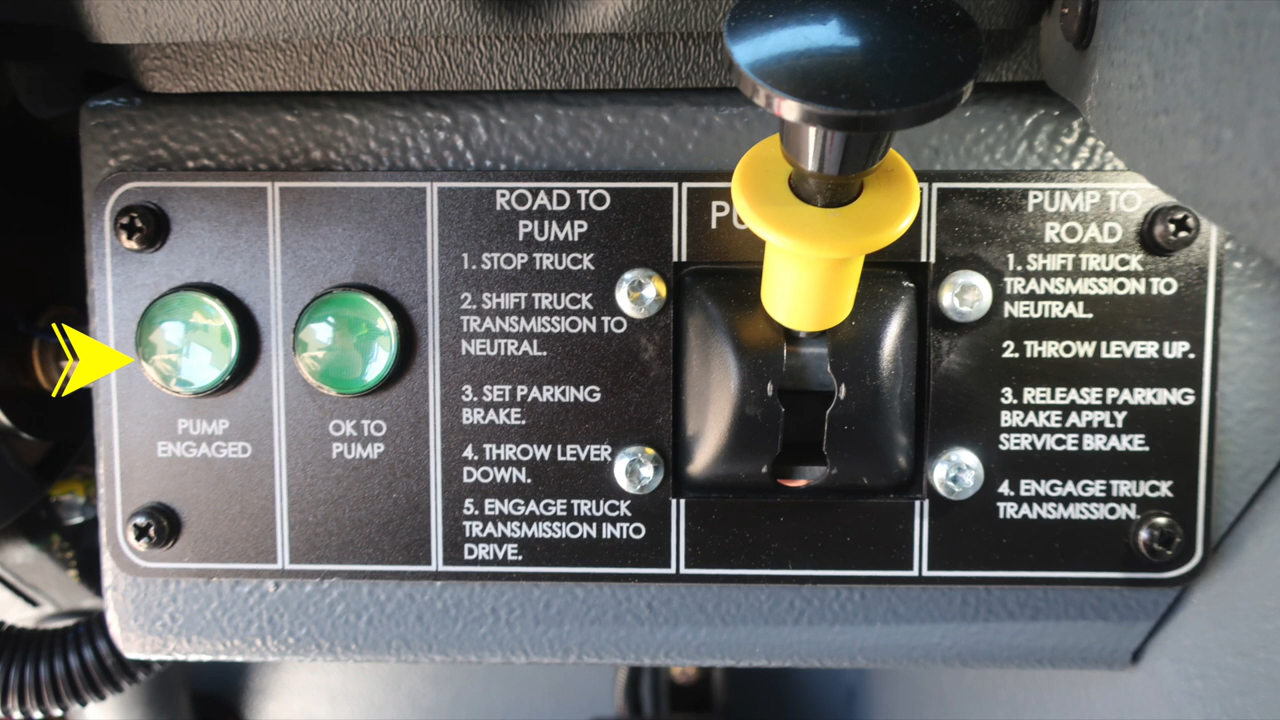 PUMP
ENGAGED
OK TO
PUMP
ROAD TO
PUMP
1. STOP TRUCK
2. SHIFT TRUCK
TRANSMISSION TO
NEUTRAL.
3. SET PARKING
BRAKE.
4. THROW LEVER
DOWN.
5. ENGAGE TRUCK
TRANSMISSION INTO
DRIVE.
PUMP TO
ROAD
1. SHIFT TRUCK
TRANSMISSION TO
NEUTRAL.
2. THROW LEVER UP.
3. RELEASE PARKING
BRAKE APPLY
SERVICE BRAKE.
4. ENGAGE TRUCK
TRANSMISSION.